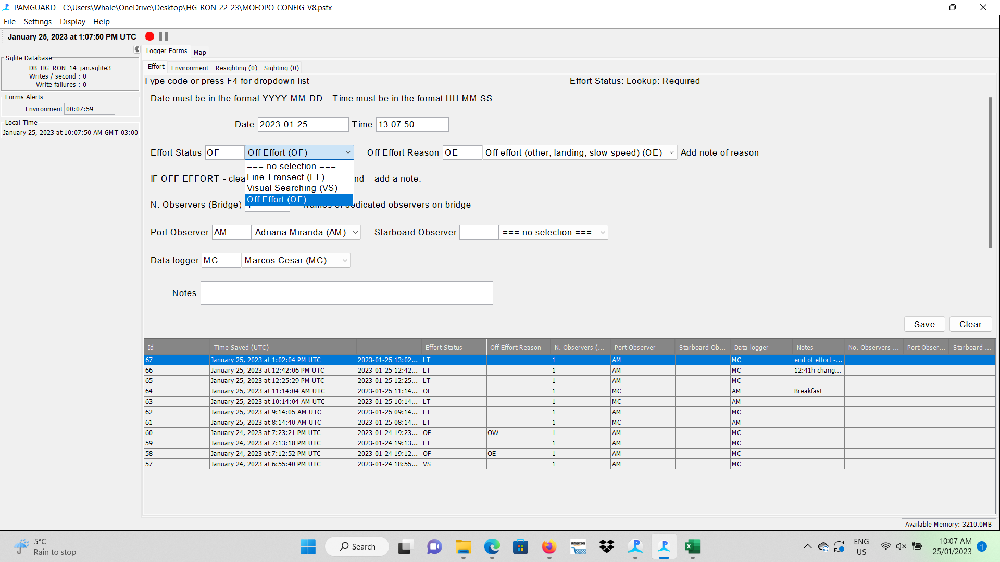 PAMGUARD - C:\Users\Whale\OneDrive\Desktop\HG_RON_22-23\MOFOPO_CONFIG_V8.psfx
File Settings Display Help
January 25, 2023 at 1:07:50 PM UTC
Logger Forms Map
Sqlite Database
DB_HG_RON_14_jan.sqlite3
Writes / second : 0
Write failures : 0
Forms Alerts
Environment 00:07:59
Local Time
January 25, 2023 at 10:07:50 AM GMT-03:00
Effort Environment Resighting (0) Sighting (0)
Type code or press F4 for dropdown list Effort Status: Lookup: Required
Date must be in the format YYYY-MM-DD Time must be in the format HH:MM:SS
Date 2023-01-25 Time 13:07:50
Effort Status OF Off Effort (OF) Off Effort Reason OE Off effort (other, landing, slow speed) (OE) Add note of reason
=== no selection ===
Line Transect (LT)
Visual Searching (VS)
Off Effort (OF)
IF OFF EFFORT - clea nd add a note.
N. Observers (Bridge) Names of dedicated observers on bridge
Port Observer AM Adriana Miranda (AM) Starboard Observer === no selection ===
Data logger MC Marcos Cesar (MC)
Notes
Save Clear
Id Time Saved (UTC) Effort Status Off Effort Reason N. Observers (... Port Observer Starboard Ob... Data logger Notes No. Observers ... Port Obser... Starboard ...
67 January 25, 2023 at 1:02:04 PM UTC 2023-01-25 13:02... LT 1 AM MC end of effort -...
66 January 25, 2023 at 12:42:06 PM UTC 2023-01-25 12:42... LT 1 AM MC 12:41h chang...
65 January 25, 2023 at 12:25:29 PM UTC 2023-01-25 12:25... LT 1 AM MC
64 January 25, 2023 at 11:14:04 AM UTC 2023-01-25 11:14... OF 1 MC AM Breakfast
63 January 25, 2023 at 10:14:04 AM UTC 2023-01-25 10:14... LT 1 MC AM
62 January 25, 2023 at 9:14:05 AM UTC 2023-01-25 09:14... LT 1 AM MC
61 January 25, 2023 at 8:14:40 AM UTC 2023-01-25 08:14... LT 1 MC AM
60 January 24, 2023 at 7:23:21 PM UTC 2023-01-24 19:23... OF OW 1 AM MC
59 January 24, 2023 at 7:13:18 PM UTC 2023-01-24 19:13... LT 1 AM MC
58 January 24, 2023 at 7:12:52 PM UTC 2023-01-24 19:12... OF OE 1 AM MC
57 January 24, 2023 at 6:55:40 PM UTC 2023-01-24 18:55... VS 1 AM MC
Available Memory: 3210.0MB
5°C
Rain to stop
Search
amazon
ENG
US
10:07 AM
25/01/2023
1